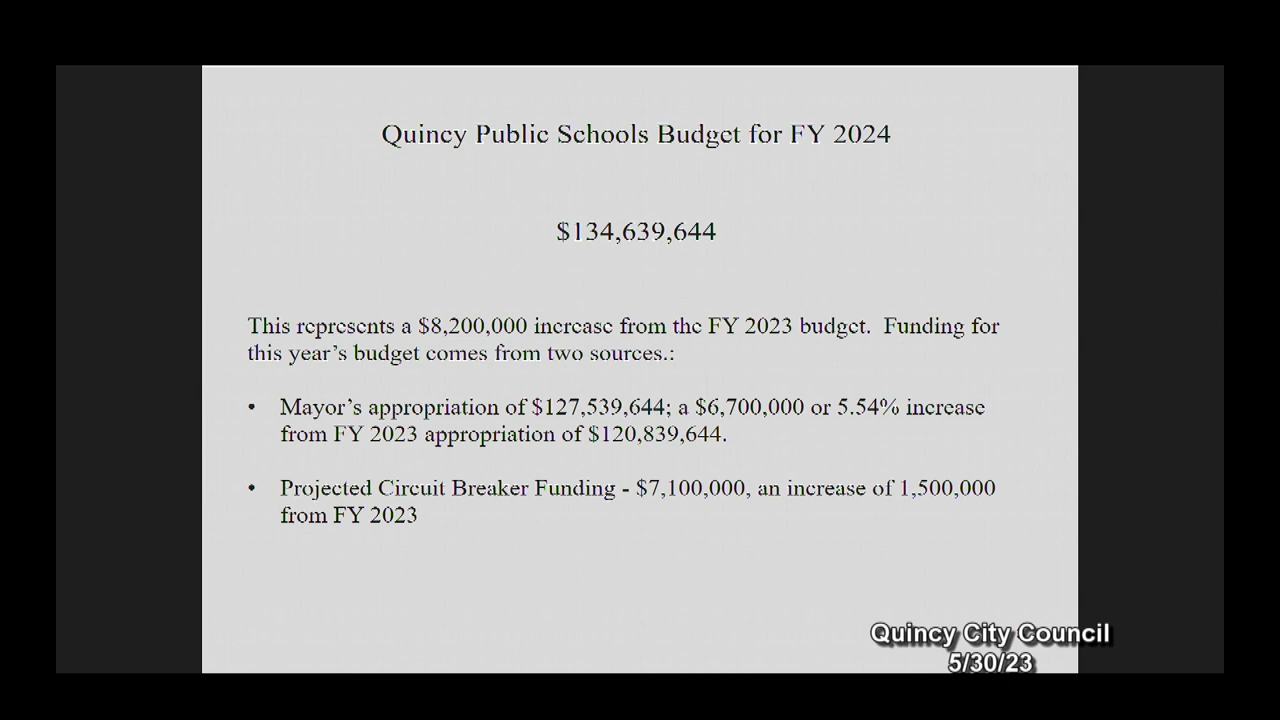 Quincy Public Schools Budget for FY 2024
$134,639,644
This represents a $8,200,000 increase from the FY 2023 budget. Funding for
this year's budget comes from two sources.:
• Mayor's appropriation of $127,539,644; a $6,700,000 or 5.54% increase
from FY 2023 appropriation of $120,839,644.
• Projected Circuit Breaker Funding - $7,100,000, an increase of 1,500,000
from FY 2023
Quincy City Council
5/30/23